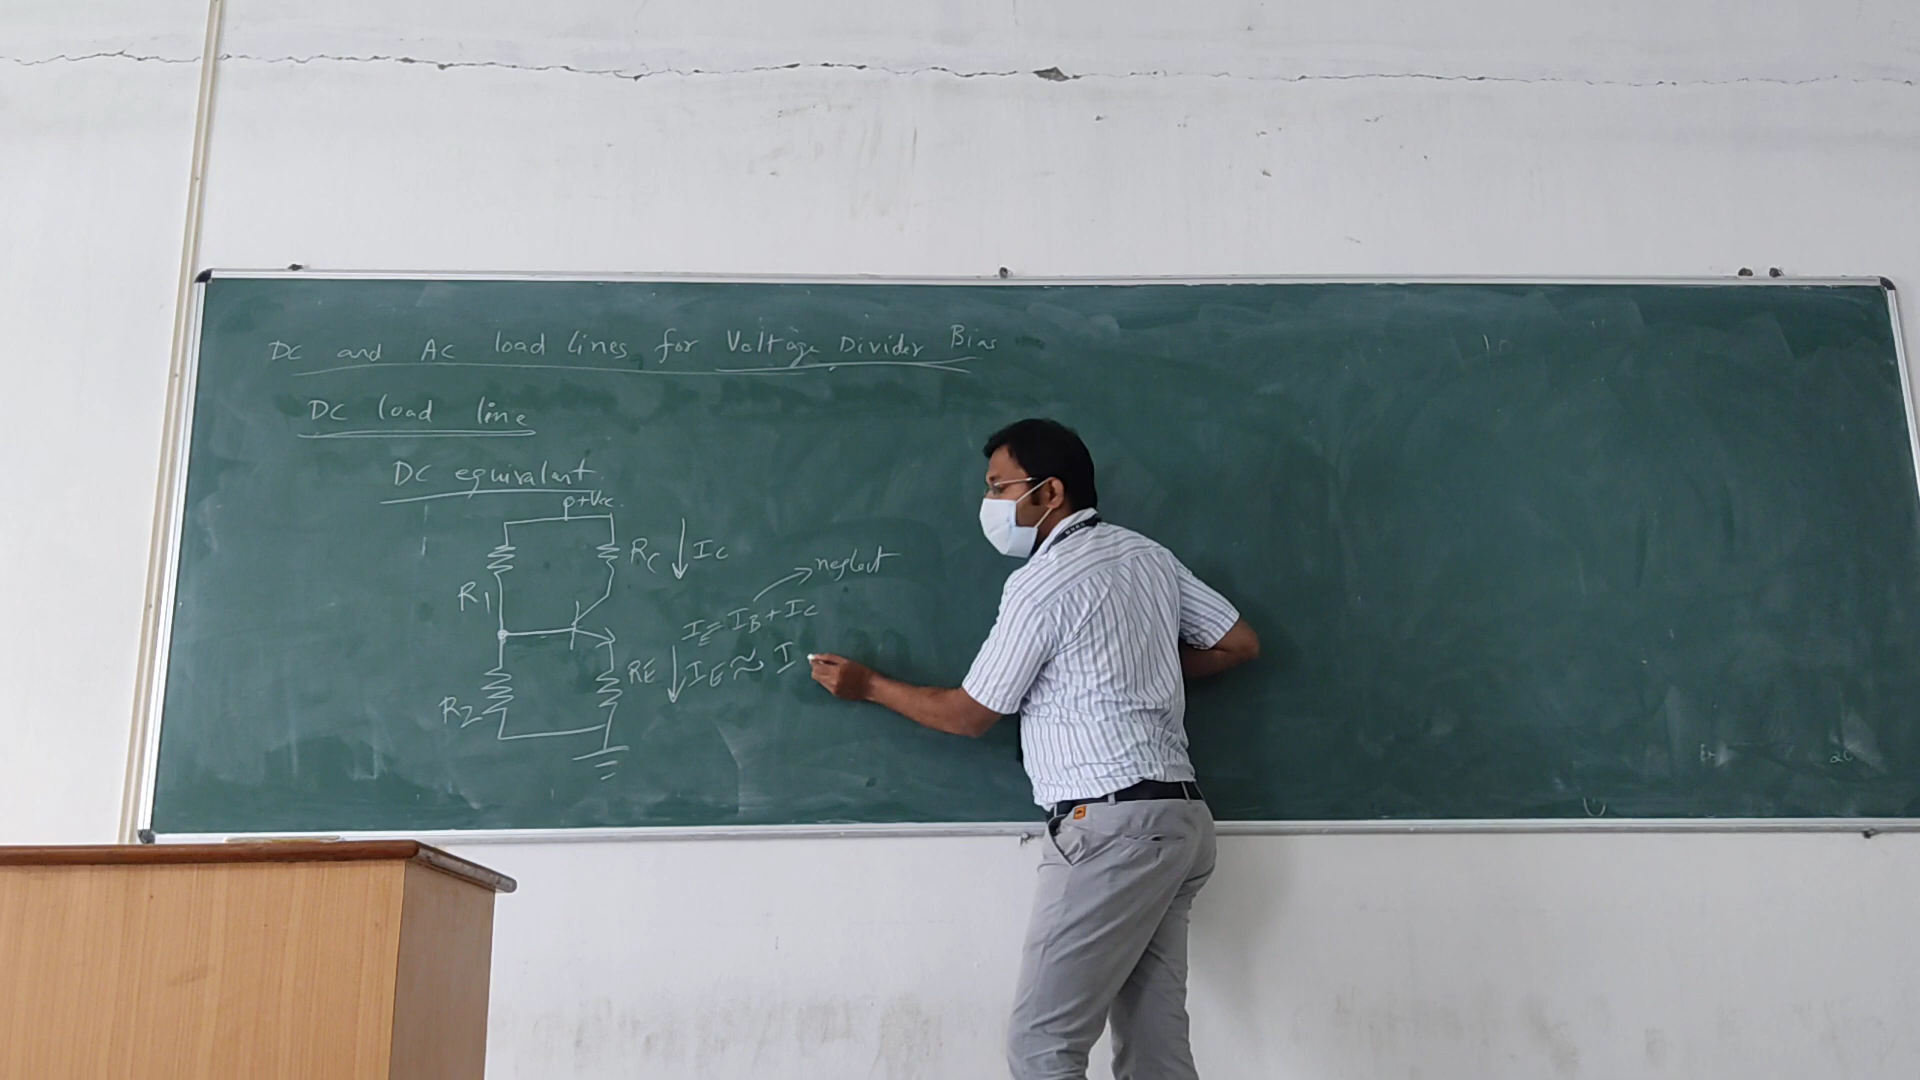 DC and AC load lines for Voltage Divider Bias
DC load line
DC equivalent.
+Vcc.
RC
IC
R1
neglect
IE = IB + IC
RE
IE ≈ I
R2